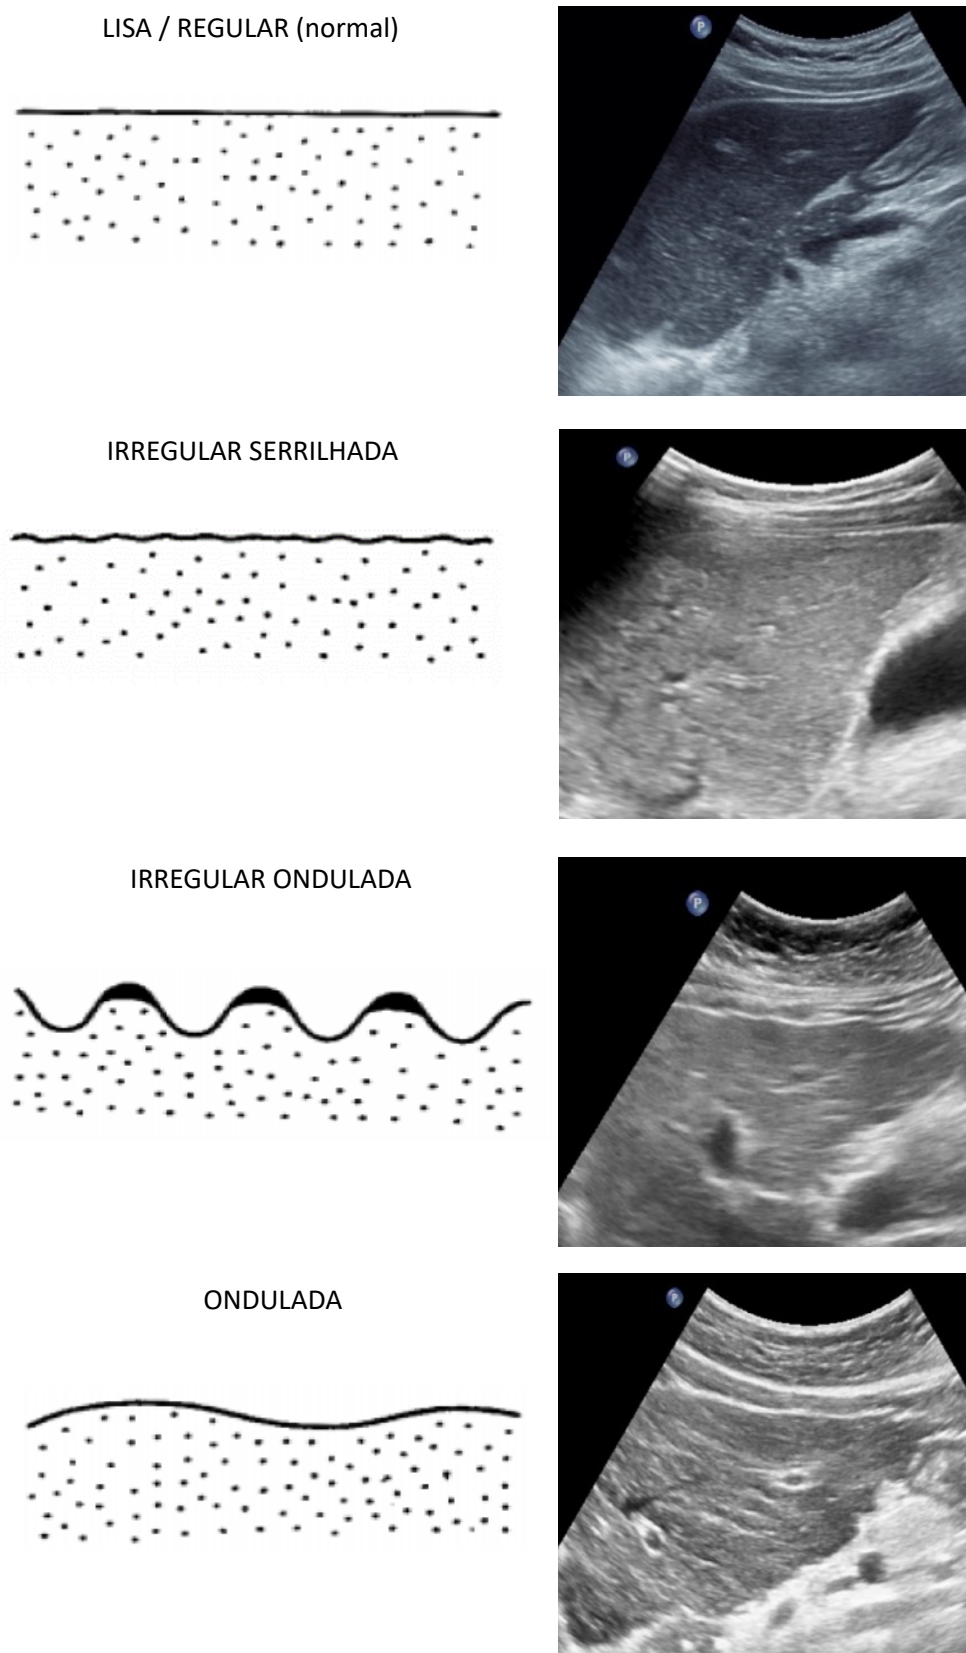 LISA / REGULAR (normal)
P
IRREGULAR SERRILHADA
P
IRREGULAR ONDULADA
P
ONDULADA
P